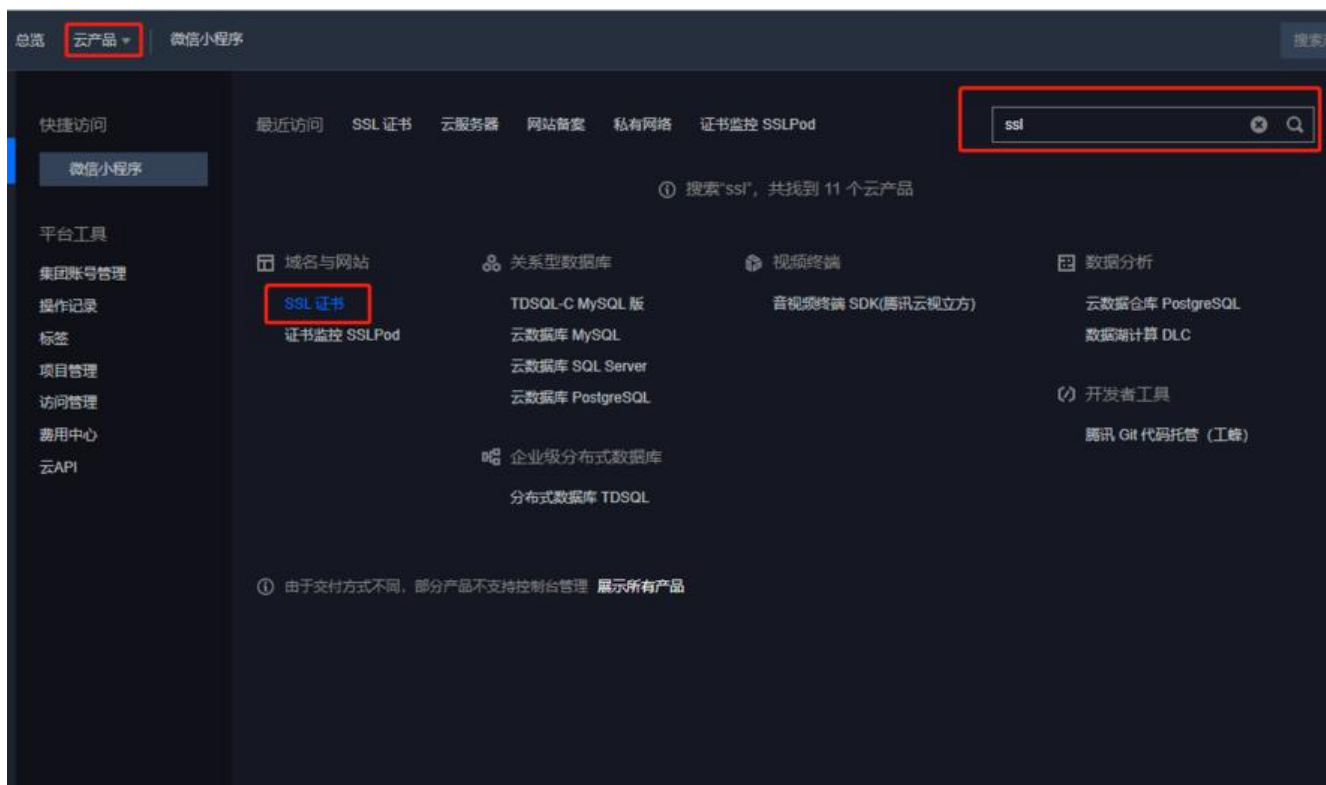 总览 云产品 微信小程序
快捷访问
微信小程序
平台工具
集团账号管理
操作记录
标签
项目管理
访问管理
费用中心
云API
最近访问 SSL 证书 云服务器 网站备案 私有网络 证书监控 SSLPod
ssl
搜索"ssl"，共找到 11 个云产品
域名与网站
SSL 证书
证书监控 SSLPod
关系型数据库
TDSQL-C MySQL 版
云数据库 MySQL
云数据库 SQL Server
云数据库 PostgreSQL
企业级分布式数据库
分布式数据库 TDSQL
视频终端
音视频终端 SDK(腾讯云视立方)
数据分析
云数据仓库 PostgreSQL
数据湖计算 DLC
开发者工具
腾讯 Git 代码托管（工蜂）
由于交付方式不同，部分产品不支持控制台管理 展示所有产品